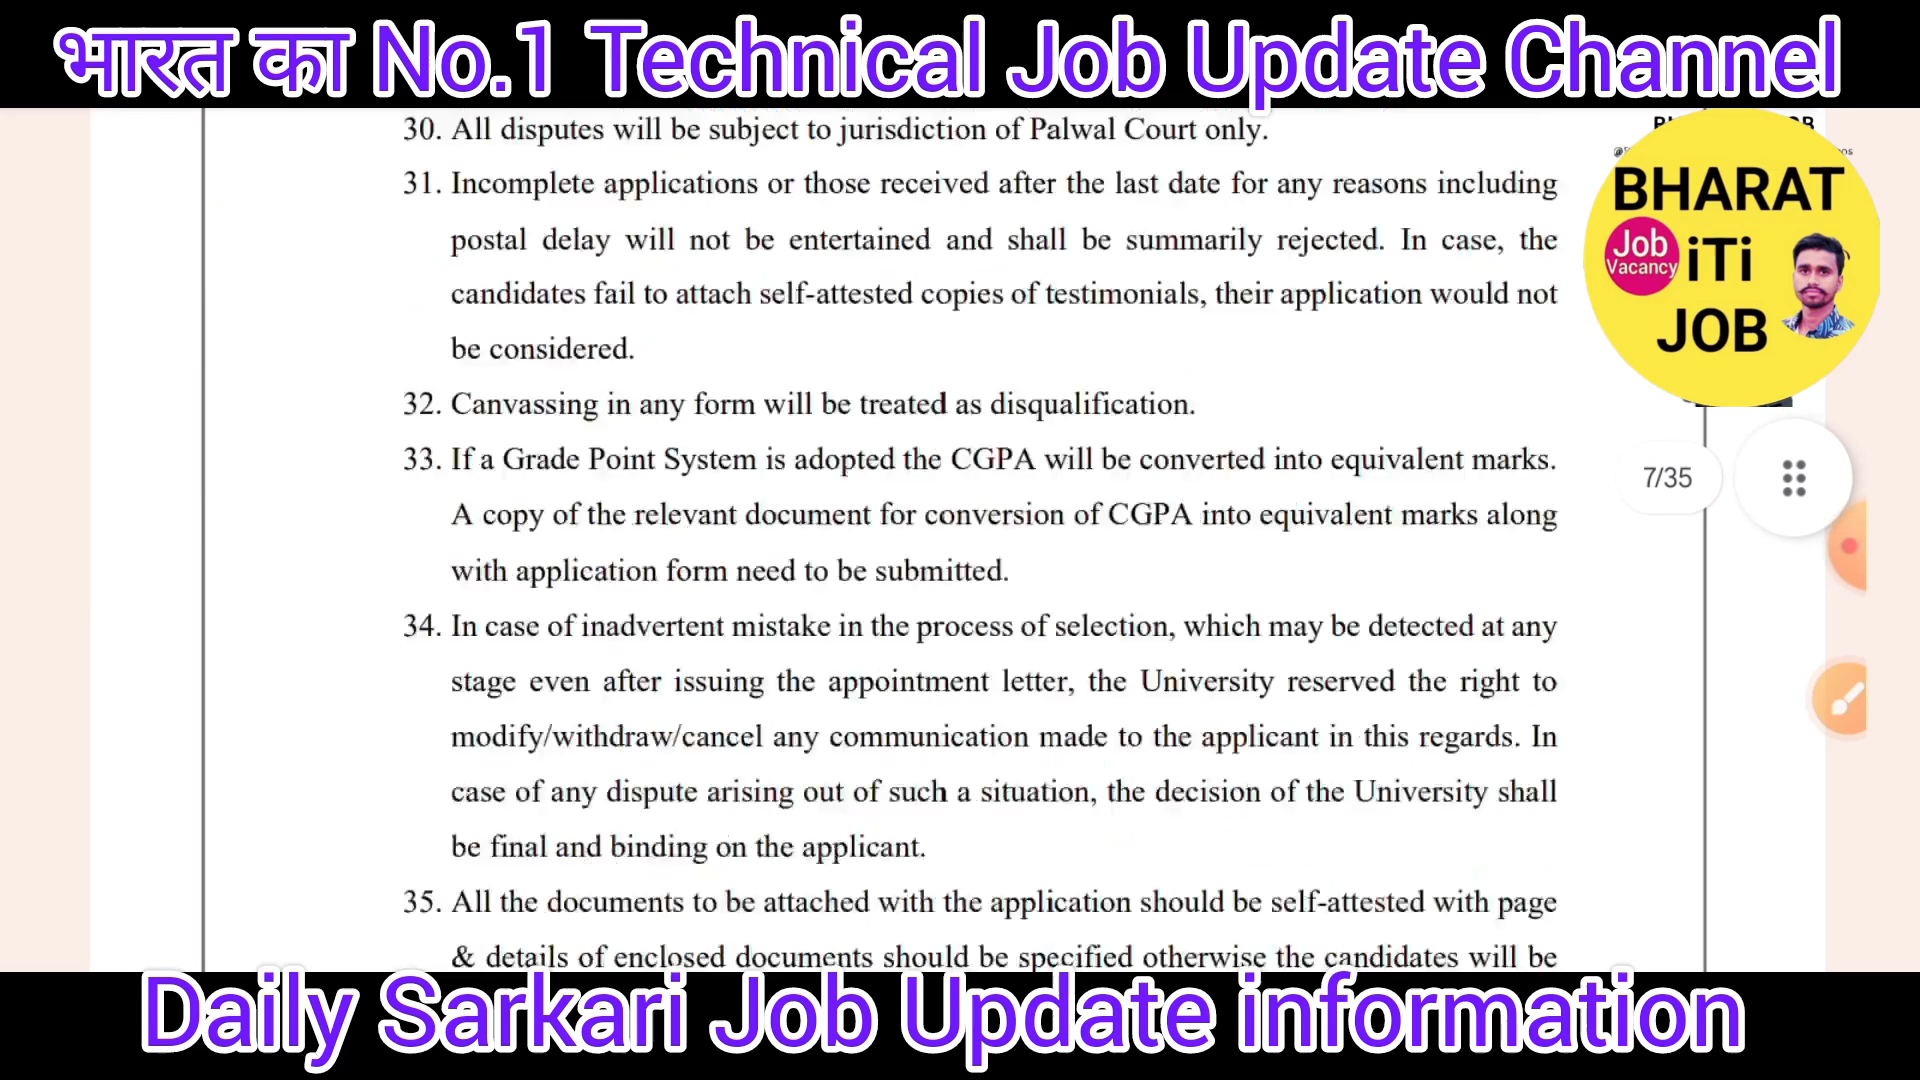 भारत का No.1 Technical Job Update Channel
30. All disputes will be subject to jurisdiction of Palwal Court only.
31. Incomplete applications or those received after the last date for any reasons including
postal delay will not be entertained and shall be summarily rejected. In case, the
candidates fail to attach self-attested copies of testimonials, their application would not
be considered.
32. Canvassing in any form will be treated as disqualification.
33. If a Grade Point System is adopted the CGPA will be converted into equivalent marks.
A copy of the relevant document for conversion of CGPA into equivalent marks along
with application form need to be submitted.
34. In case of inadvertent mistake in the process of selection, which may be detected at any
stage even after issuing the appointment letter, the University reserved the right to
modify/withdraw/cancel any communication made to the applicant in this regards. In
case of any dispute arising out of such a situation, the decision of the University shall
be final and binding on the applicant.
35. All the documents to be attached with the application should be self-attested with page
& details of enclosed documents should be specified otherwise the candidates will be
BHARAT
Job
Vacancy
iTi
JOB
7/35
Daily Sarkari Job Update information